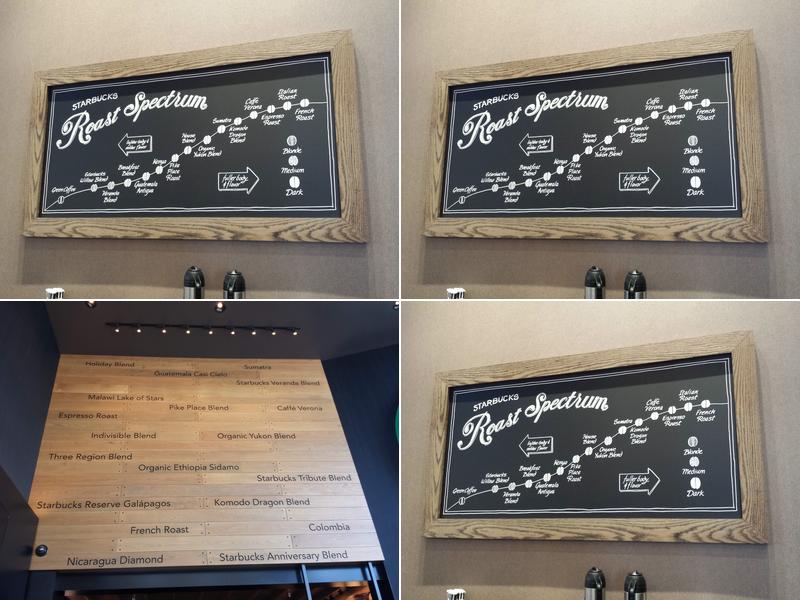 STARBUCKS
Roast Spectrum
Italian
Roast
Caffè
Verona
French
Roast
Espresso
Roast
Sumatra
Komodo
Dragon
Blend
House
Blend
Organic
Yukon Blend
Kenya
Pike
Place
Roast
Breakfast
Blend
Guatemala
Antigua
Starbucks
Willow Blend
Veranda
Blend
Green Coffee
lighter body &
milder flavor
fuller body
& flavor
Blonde
Medium
Dark
STARBUCKS
Roast Spectrum
Italian
Roast
Caffè
Verona
French
Roast
Espresso
Roast
Sumatra
Komodo
Dragon
Blend
House
Blend
Organic
Yukon Blend
Kenya
Pike
Place
Roast
Breakfast
Blend
Guatemala
Antigua
Starbucks
Willow Blend
Veranda
Blend
Green Coffee
lighter body &
milder flavor
fuller body
& flavor
Blonde
Medium
Dark
Holiday Blend
Sumatra
Guatemala Casi Cielo
Starbucks Veranda Blend
Malawi Lake of Stars
Pike Place Blend
Caffé Verona
Espresso Roast
Indivisible Blend
Organic Yukon Blend
Three Region Blend
Organic Ethiopia Sidamo
Starbucks Tribute Blend
Starbucks Reserve Galápagos
Komodo Dragon Blend
French Roast
Colombia
Nicaragua Diamond
Starbucks Anniversary Blend
STARBUCKS
Roast Spectrum
Italian
Roast
Caffè
Verona
French
Roast
Espresso
Roast
Sumatra
Komodo
Dragon
Blend
House
Blend
Organic
Yukon Blend
Kenya
Pike
Place
Roast
Breakfast
Blend
Guatemala
Antigua
Starbucks
Willow Blend
Veranda
Blend
Green Coffee
lighter body &
milder flavor
fuller body
& flavor
Blonde
Medium
Dark